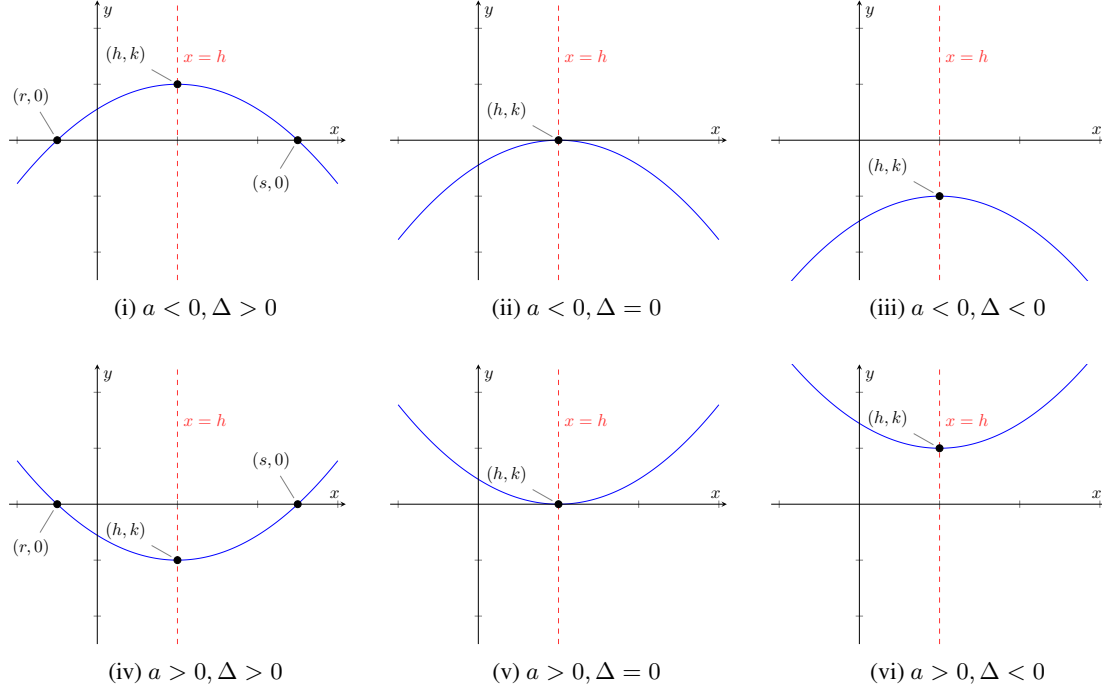 y
(h, k)
x = h
(r, 0)
x
(s, 0)
(i) a < 0, Δ > 0
y
x = h
(h, k)
x
(ii) a < 0, Δ = 0
y
x = h
x
(h, k)
(iii) a < 0, Δ < 0
y
x = h
(s, 0)
x
(h, k)
(r, 0)
(iv) a > 0, Δ > 0
y
x = h
(h, k)
x
(v) a > 0, Δ = 0
y
(h, k)
x = h
x
(vi) a > 0, Δ < 0